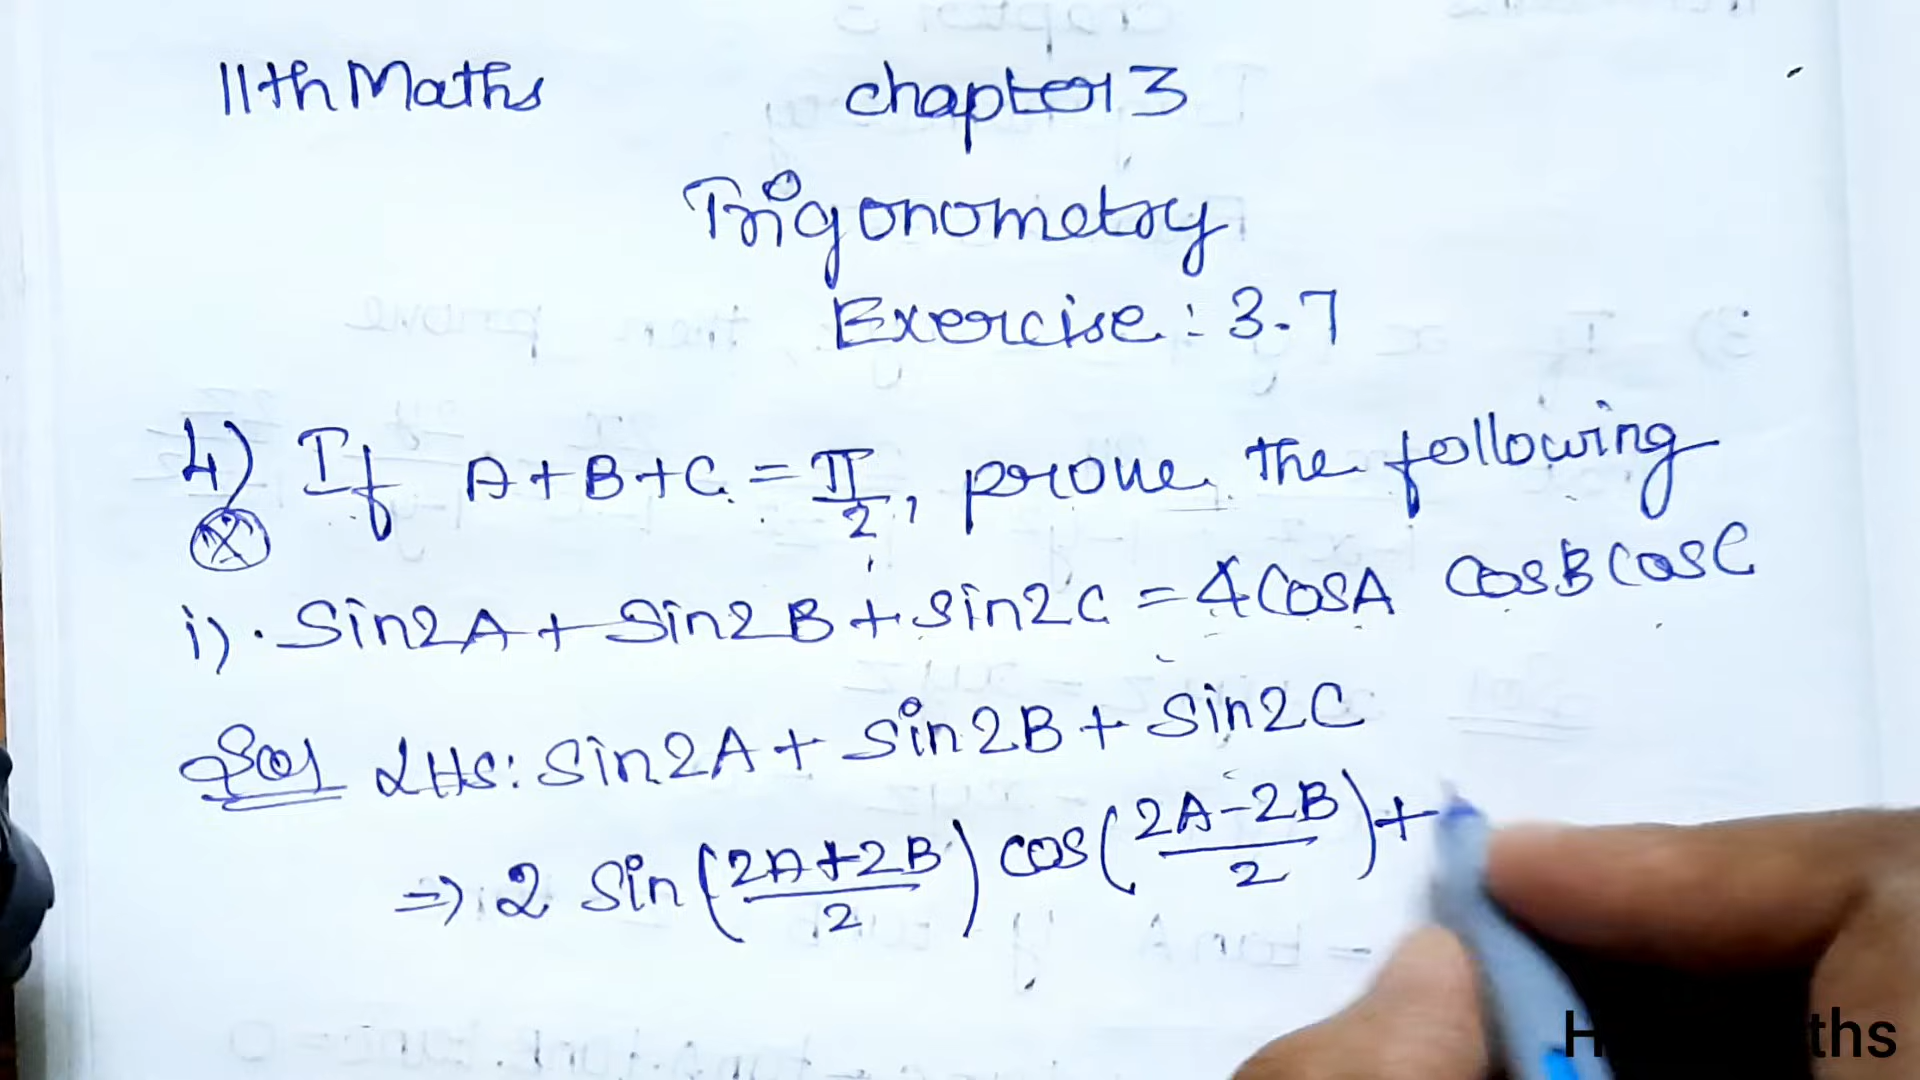 11th Maths chapter 3
Trigonometry
Exercise : 3.7
4) If A+B+C = π/2, prove the following
i) Sin2A + Sin2B + Sin2C = 4 CosA CosB CosC
Sol LHS: Sin2A + Sin2B + Sin2C
⇒ 2 Sin(2A+2B/2) cos(2A-2B/2) +
ths